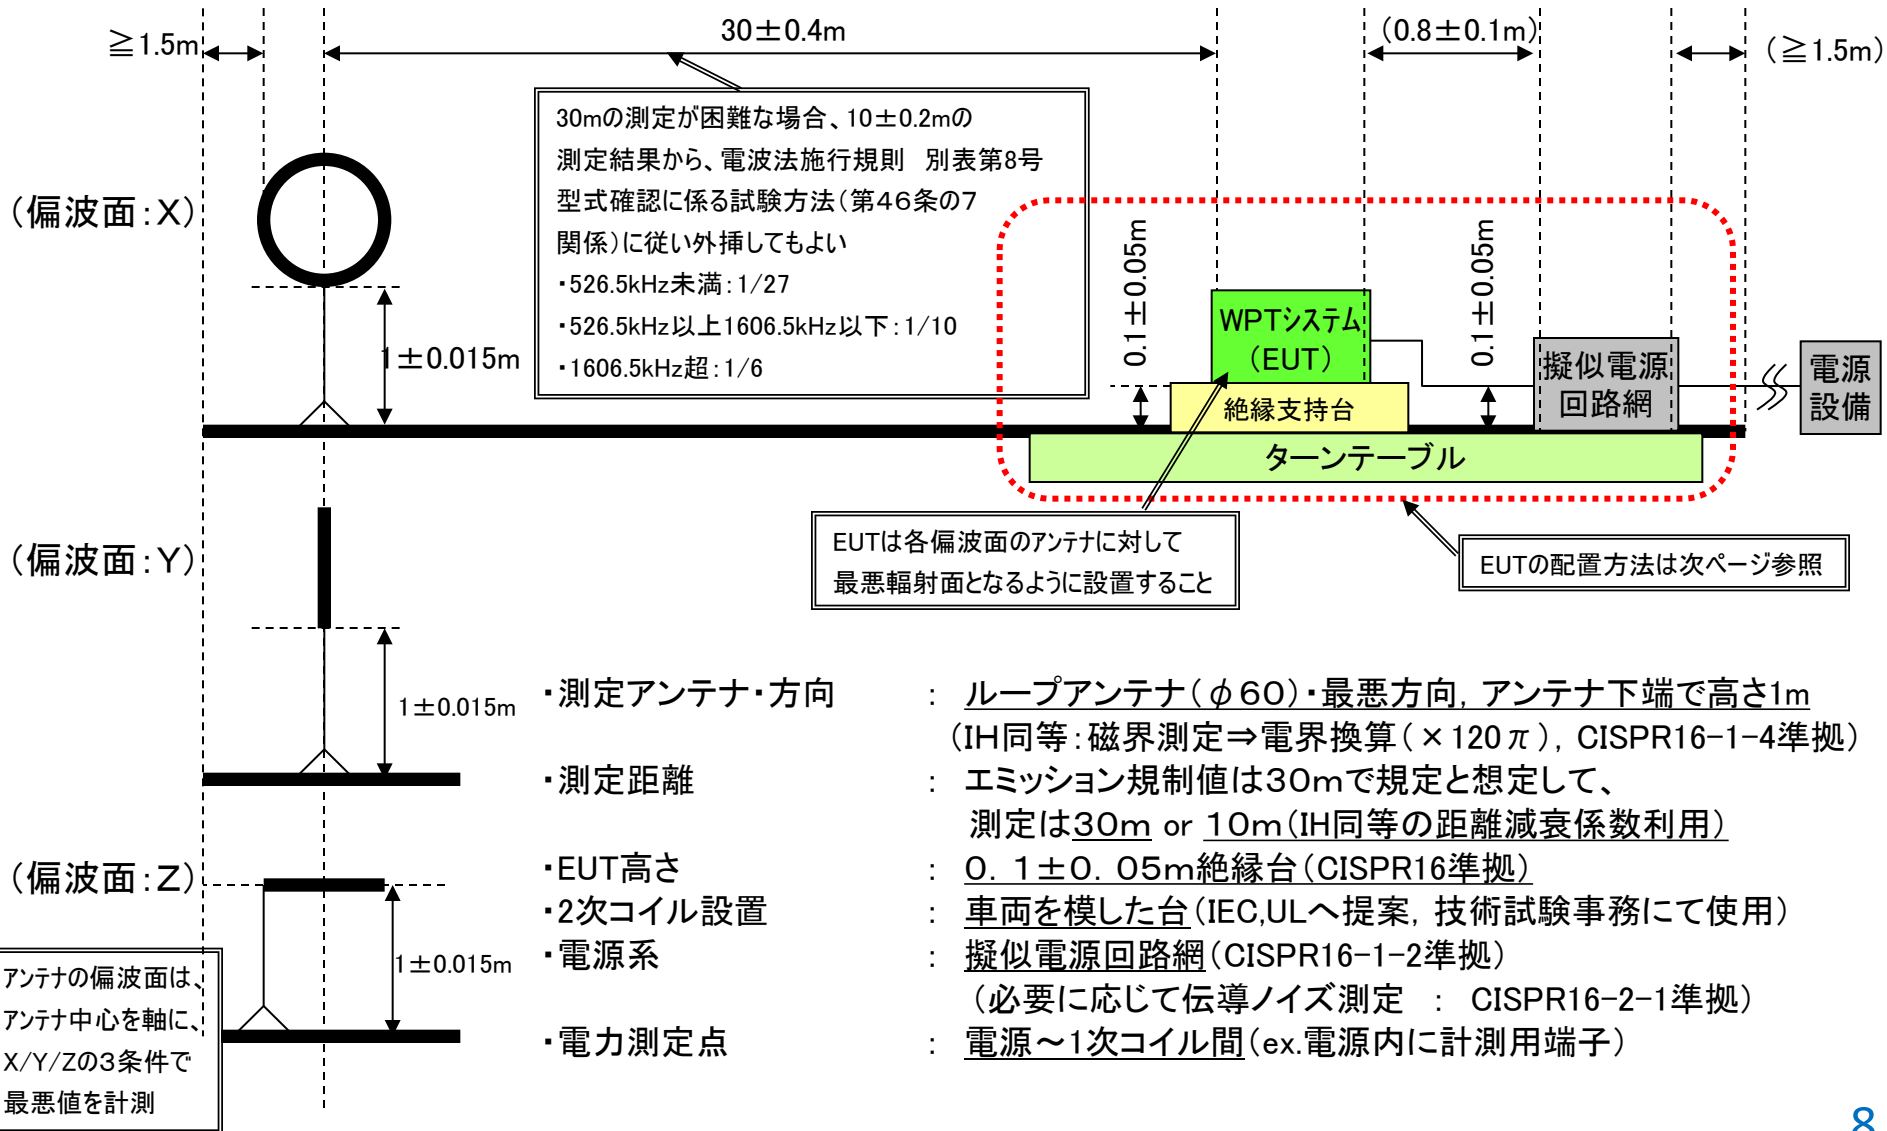 ≧1.5m
30±0.4m
(0.8±0.1m)
(≧1.5m)
30mの測定が困難な場合、10±0.2mの
測定結果から、電波法施行規則　別表第8号
型式確認に係る試験方法（第46条の7
関係）に従い外挿してもよい
・526.5kHz未満：1/27
・526.5kHz以上1606.5kHz以下：1/10
・1606.5kHz超：1/6
（偏波面：X）
1±0.015m
0.1±0.05m
0.1±0.05m
WPTシステム
（EUT）
絶縁支持台
ターンテーブル
擬似電源
回路網
電源
設備
EUTは各偏波面のアンテナに対して
最悪輻射面となるように設置すること
EUTの配置方法は次ページ参照
（偏波面：Y）
1±0.015m
（偏波面：Z）
1±0.015m
アンテナの偏波面は、
アンテナ中心を軸に、
X/Y/Zの3条件で
最悪値を計測
・測定アンテナ・方向　：　ループアンテナ（φ60）・最悪方向，アンテナ下端で高さ1m
（IH同等：磁界測定⇒電界換算（×120π），CISPR16-1-4準拠）
・測定距離　：　エミッション規制値は30mで規定と想定して、
測定は30m or 10m（IH同等の距離減衰係数利用）
・EUT高さ　：　0．1±0．05m絶縁台（CISPR16準拠）
・2次コイル設置　：　車両を模した台（IEC,ULへ提案，技術試験事務にて使用）
・電源系　：　擬似電源回路網（CISPR16-1-2準拠）
（必要に応じて伝導ノイズ測定　：　CISPR16-2-1準拠）
・電力測定点　：　電源～1次コイル間（ex.電源内に計測用端子）
8